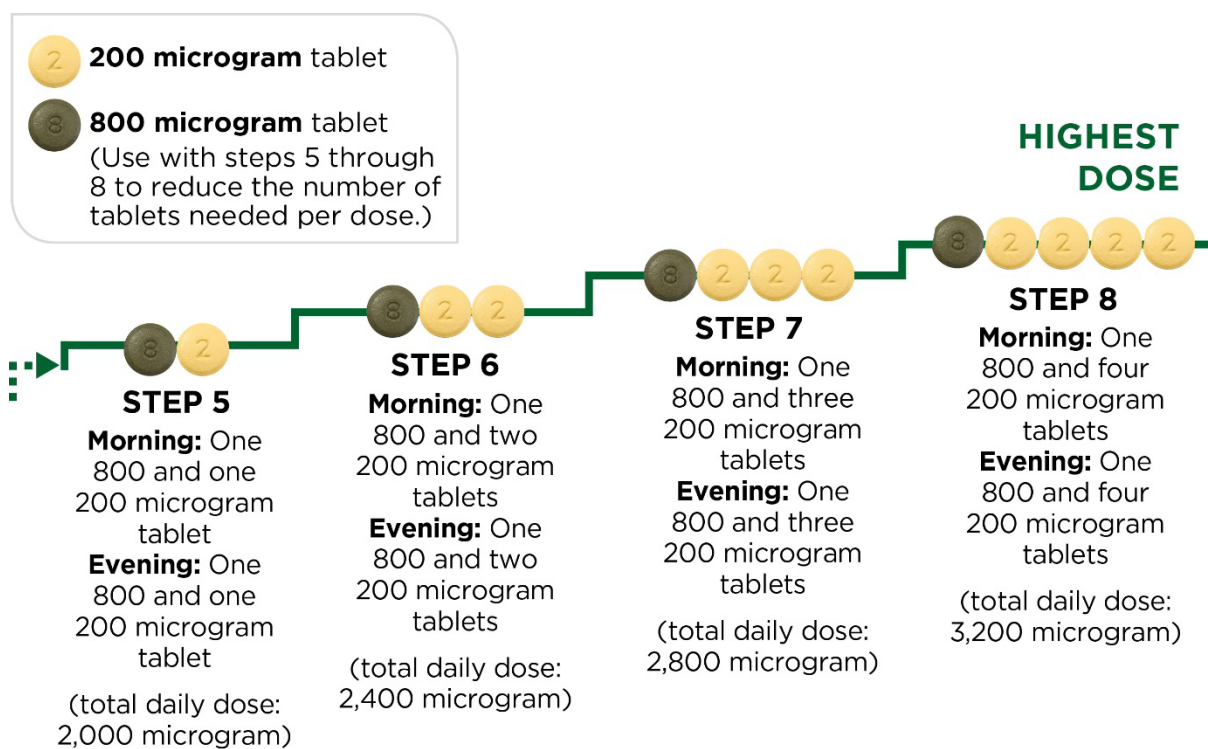 2 200 microgram tablet
8 800 microgram tablet
(Use with steps 5 through
8 to reduce the number of
tablets needed per dose.)
HIGHEST
DOSE
8 2
STEP 5
Morning: One
800 and one
200 microgram
tablet
Evening: One
800 and one
200 microgram
tablet
(total daily dose:
2,000 microgram)
8 2 2
STEP 6
Morning: One
800 and two
200 microgram
tablets
Evening: One
800 and two
200 microgram
tablets
(total daily dose:
2,400 microgram)
8 2 2 2
STEP 7
Morning: One
800 and three
200 microgram
tablets
Evening: One
800 and three
200 microgram
tablets
(total daily dose:
2,800 microgram)
8 2 2 2 2
STEP 8
Morning: One
800 and four
200 microgram
tablets
Evening: One
800 and four
200 microgram
tablets
(total daily dose:
3,200 microgram)